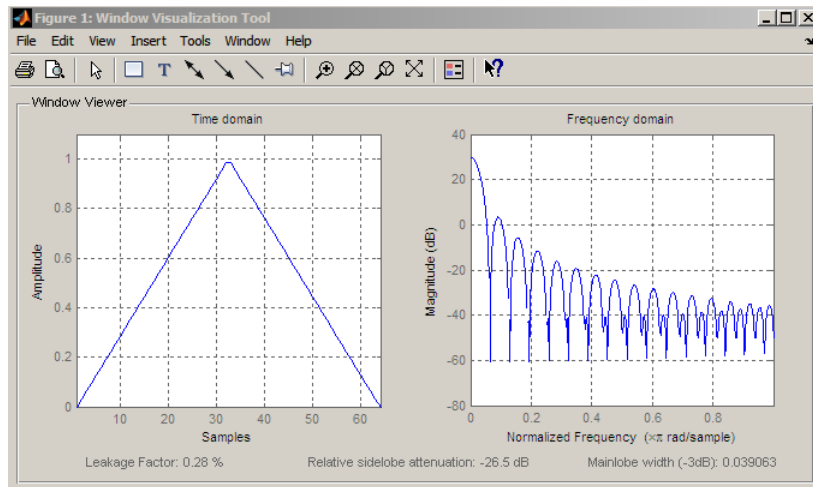 Figure 1: Window Visualization Tool
File Edit View Insert Tools Window Help
T
Window Viewer
Time domain
1
0.8
0.6
0.4
0.2
0
10 20 30 40 50 60
Amplitude
Samples
Frequency domain
40
20
0
-20
-40
-60
-80
0 0.2 0.4 0.6 0.8
Magnitude (dB)
Normalized Frequency (×π rad/sample)
Leakage Factor: 0.28 % Relative sidelobe attenuation: -26.5 dB Mainlobe width (-3dB): 0.039063